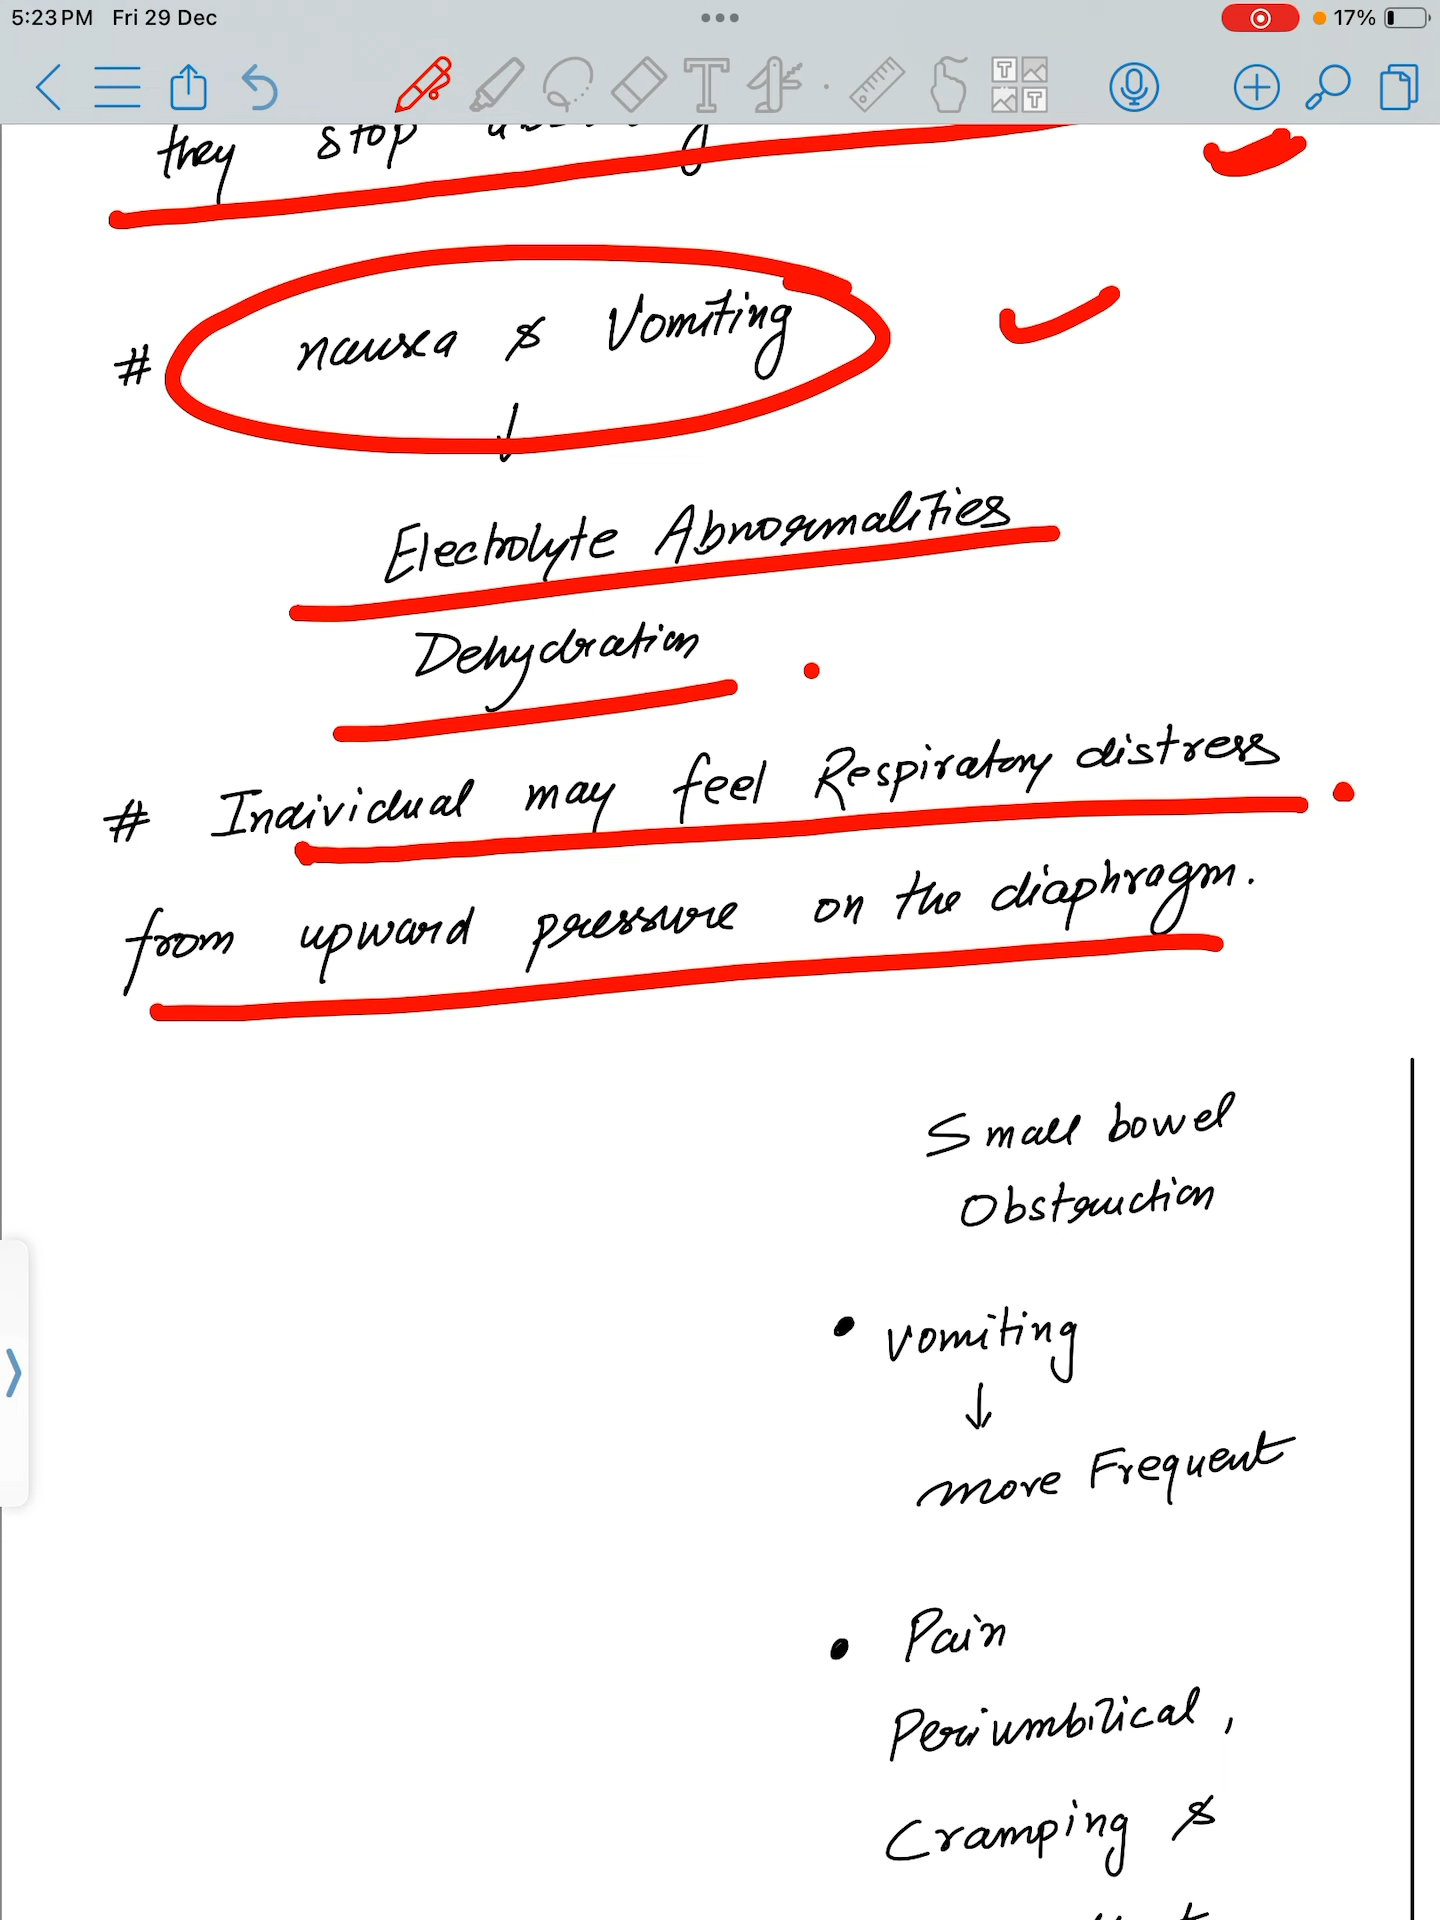 5:23 PM Fri 29 Dec
17%
they stop
# nausea & Vomiting
↓
Electrolyte Abnormalities
Dehydration
# Individual may feel Respiratory distress
from upward pressure on the diaphragm.
Small bowel
Obstruction
• vomiting
↓
more Frequent
• Pain
Periumbilical,
Cramping &